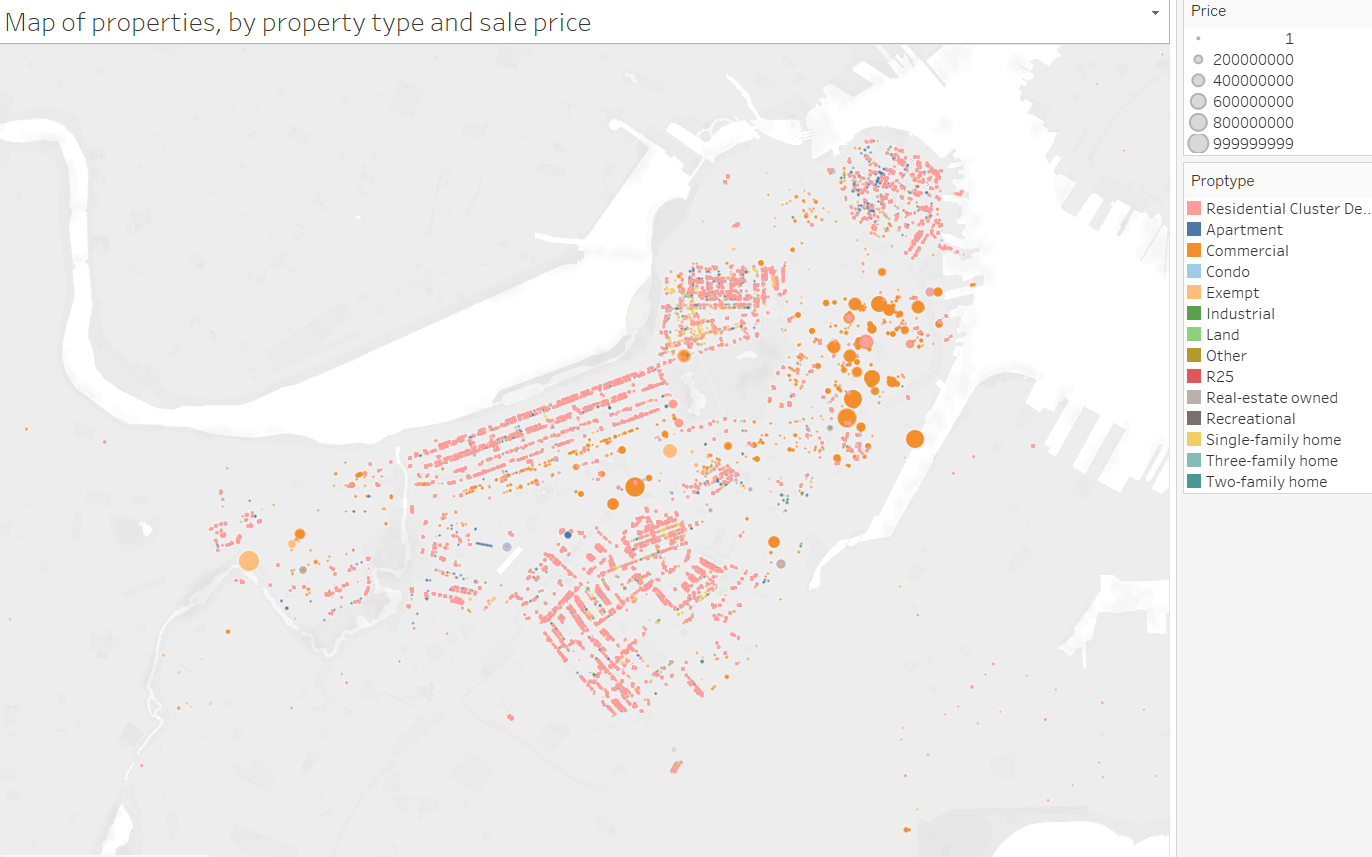 Map of properties, by property type and sale price
Price
1
200000000
400000000
600000000
800000000
999999999
Proptype
Residential Cluster De..
Apartment
Commercial
Condo
Exempt
Industrial
Land
Other
R25
Real-estate owned
Recreational
Single-family home
Three-family home
Two-family home